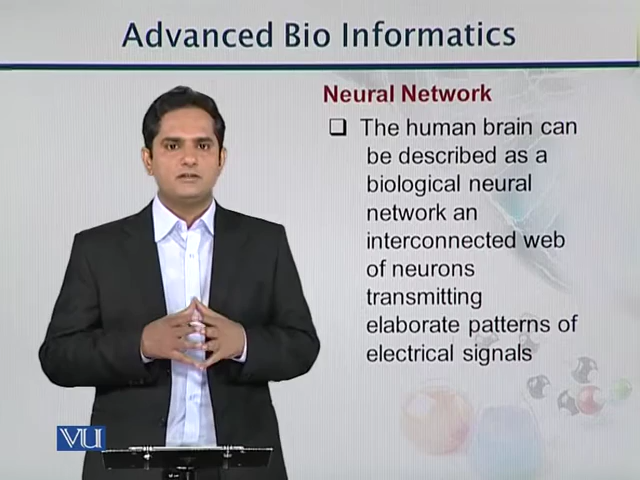 Advanced Bio Informatics
Neural Network
❑ The human brain can
be described as a
biological neural
network an
interconnected web
of neurons
transmitting
elaborate patterns of
electrical signals
VU